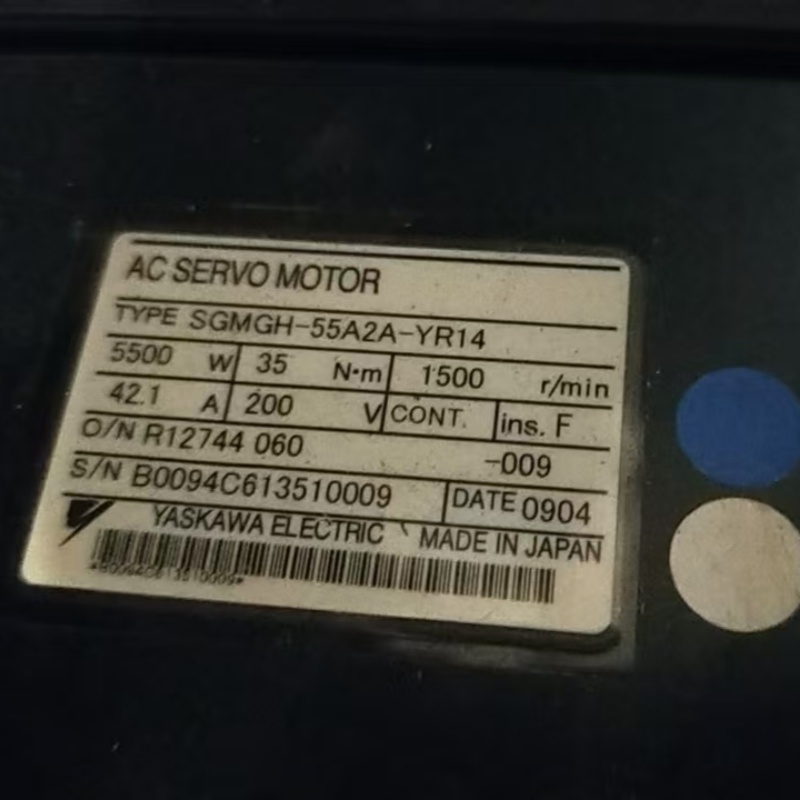 AC SERVO MOTOR
TYPE SGMGH-55A2A-YR14
5500 W 35 N·m 1500 r/min
42.1 A 200 V CONT. ins. F
O/N R12744 060 -009
S/N B0094C613510009 DATE 0904
YASKAWA ELECTRIC MADE IN JAPAN
*B0094C613510009*